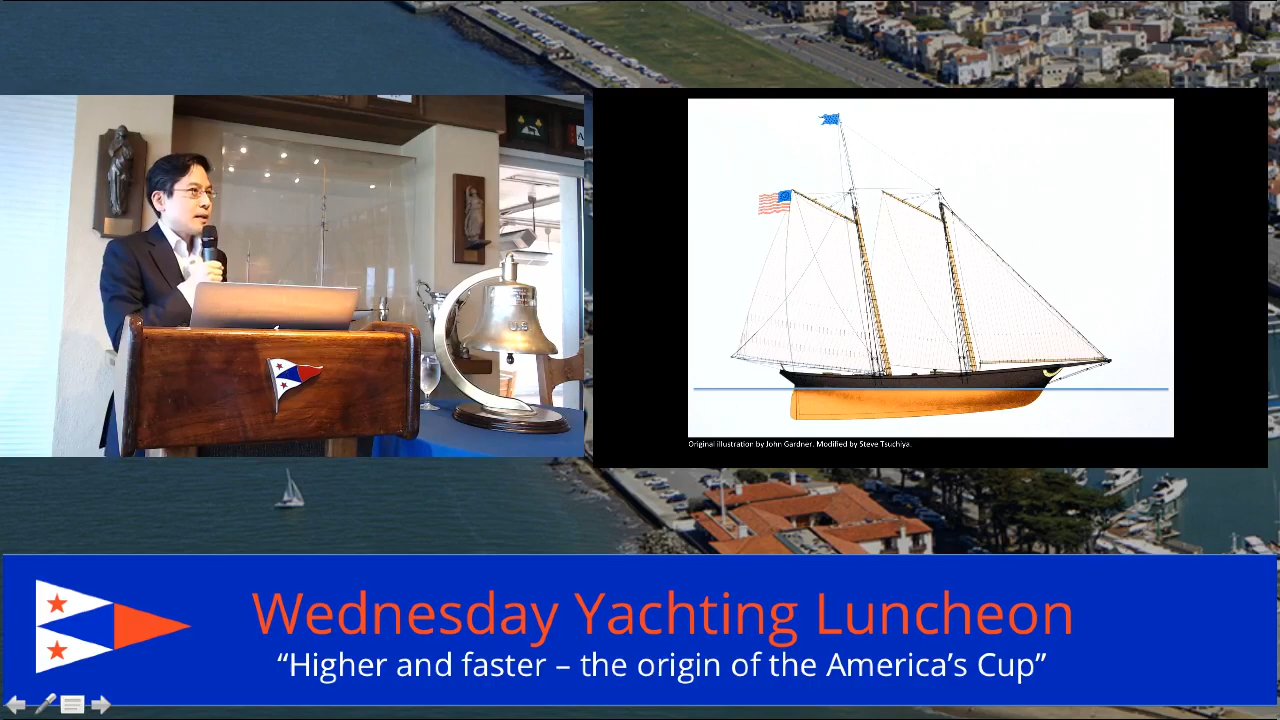 U.S
Original illustration by John Gardner. Modified by Steve Tsuchiya.
Wednesday Yachting Luncheon
“Higher and faster – the origin of the America’s Cup”